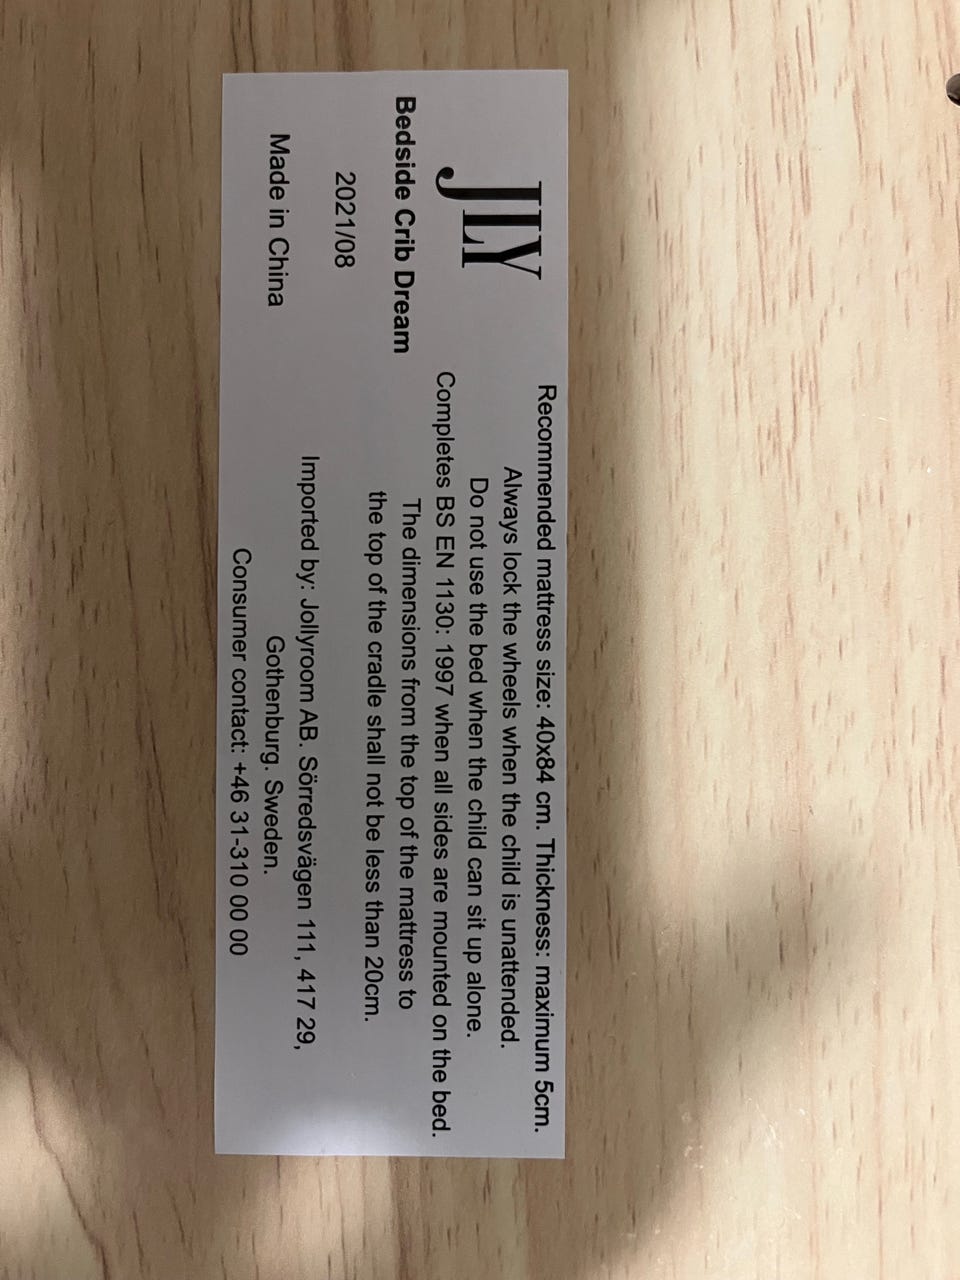 JLY
Bedside Crib Dream
2021/08
Made in China
Recommended mattress size: 40x84 cm. Thickness: maximum 5cm.
Always lock the wheels when the child is unattended.
Do not use the bed when the child can sit up alone.
Completes BS EN 1130: 1997 when all sides are mounted on the bed.
The dimensions from the top of the mattress to
the top of the cradle shall not be less than 20cm.
Imported by: Jollyroom AB. Sörredsvägen 111, 417 29,
Gothenburg. Sweden.
Consumer contact: +46 31-310 00 00